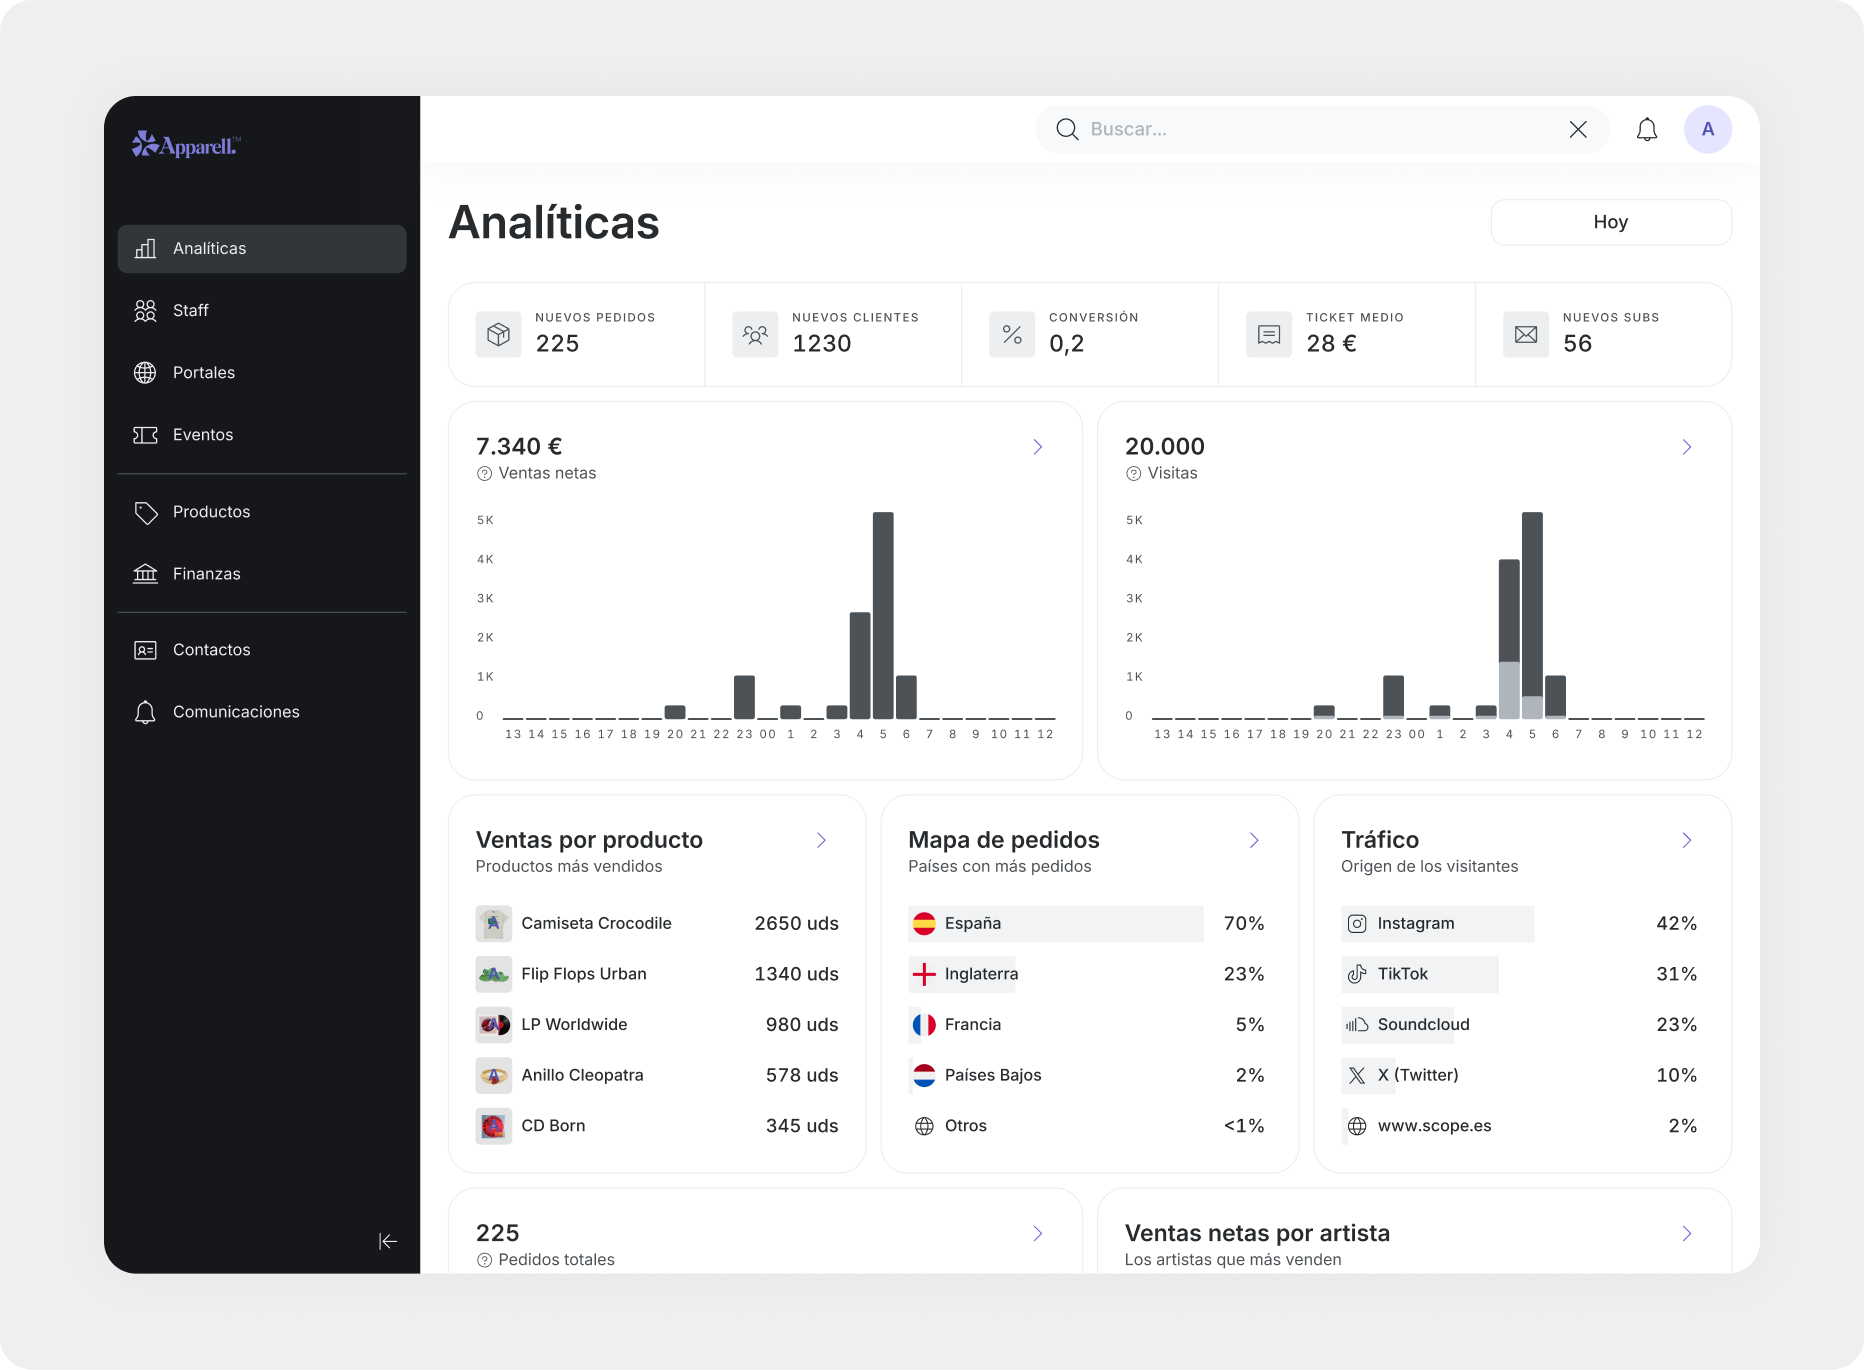 Apparell.™
Buscar...
A
Analíticas
Staff
Portales
Eventos
Productos
Finanzas
Contactos
Comunicaciones
Analíticas
Hoy
NUEVOS PEDIDOS
225
NUEVOS CLIENTES
1230
CONVERSIÓN
0,2
TICKET MEDIO
28 €
NUEVOS SUBS
56
7.340 €
Ventas netas
5K
4K
3K
2K
1K
0
13 14 15 16 17 18 19 20 21 22 23 00 1 2 3 4 5 6 7 8 9 10 11 12
20.000
Visitas
5K
4K
3K
2K
1K
0
13 14 15 16 17 18 19 20 21 22 23 00 1 2 3 4 5 6 7 8 9 10 11 12
Ventas por producto
Productos más vendidos
Camiseta Crocodile 2650 uds
Flip Flops Urban 1340 uds
LP Worldwide 980 uds
Anillo Cleopatra 578 uds
CD Born 345 uds
Mapa de pedidos
Países con más pedidos
España 70%
Inglaterra 23%
Francia 5%
Países Bajos 2%
Otros <1%
Tráfico
Origen de los visitantes
Instagram 42%
TikTok 31%
Soundcloud 23%
X (Twitter) 10%
www.scope.es 2%
225
Pedidos totales
Ventas netas por artista
Los artistas que más venden